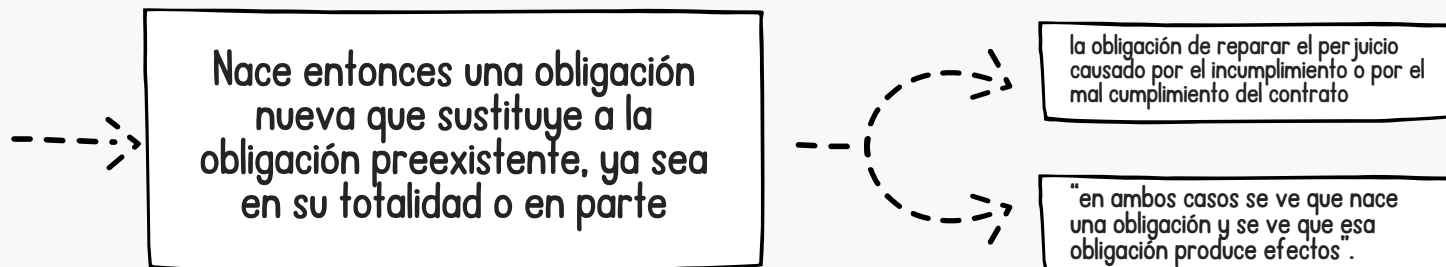 Nace entonces una obligación
nueva que sustituye a la
obligación preexistente, ya sea
en su totalidad o en parte
la obligación de reparar el perjuicio
causado por el incumplimiento o por el
mal cumplimiento del contrato
"en ambos casos se ve que nace
una obligación y se ve que esa
obligación produce efectos".